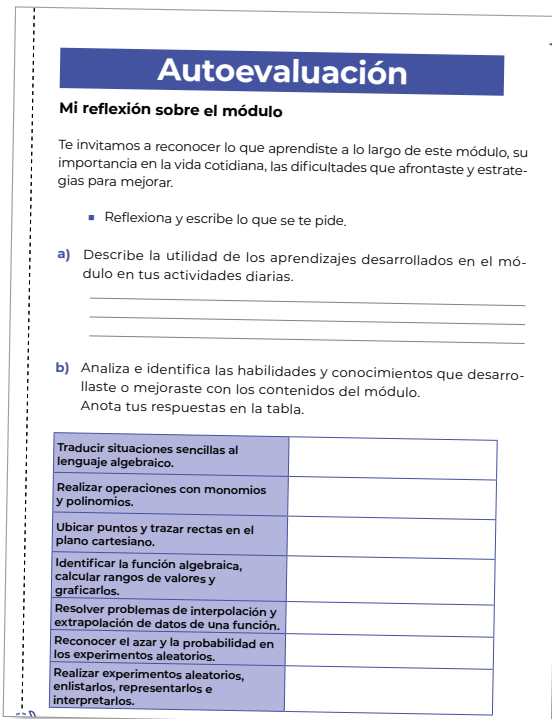 Autoevaluación
Mi reflexión sobre el módulo
Te invitamos a reconocer lo que aprendiste a lo largo de este módulo, su
importancia en la vida cotidiana, las dificultades que afrontaste y estrate-
gias para mejorar.
▪ Reflexiona y escribe lo que se te pide.
a) Describe la utilidad de los aprendizajes desarrollados en el mó-
dulo en tus actividades diarias.
b) Analiza e identifica las habilidades y conocimientos que desarro-
llaste o mejoraste con los contenidos del módulo.
Anota tus respuestas en la tabla.
Traducir situaciones sencillas al
lenguaje algebraico.
Realizar operaciones con monomios
y polinomios.
Ubicar puntos y trazar rectas en el
plano cartesiano.
Identificar la función algebraica,
calcular rangos de valores y
graficarlos.
Resolver problemas de interpolación y
extrapolación de datos de una función.
Reconocer el azar y la probabilidad en
los experimentos aleatorios.
Realizar experimentos aleatorios,
enlistarlos, representarlos e
interpretarlos.